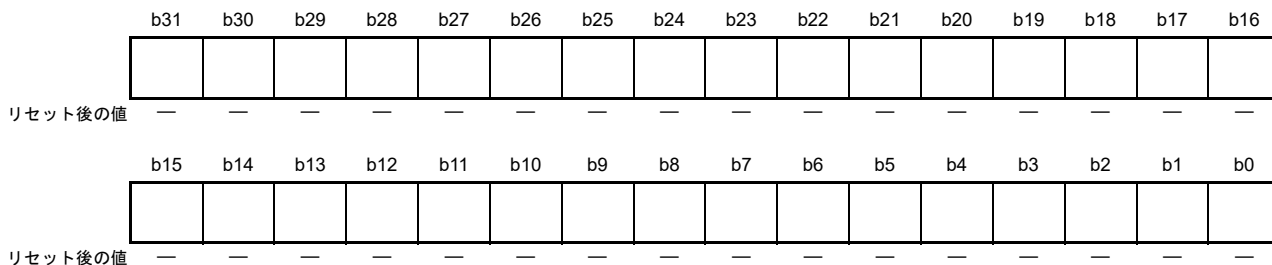 b31 b30 b29 b28 b27 b26 b25 b24 b23 b22 b21 b20 b19 b18 b17 b16
リセット後の値 — — — — — — — — — — — — — — — —
b15 b14 b13 b12 b11 b10 b9 b8 b7 b6 b5 b4 b3 b2 b1 b0
リセット後の値 — — — — — — — — — — — — — — — —